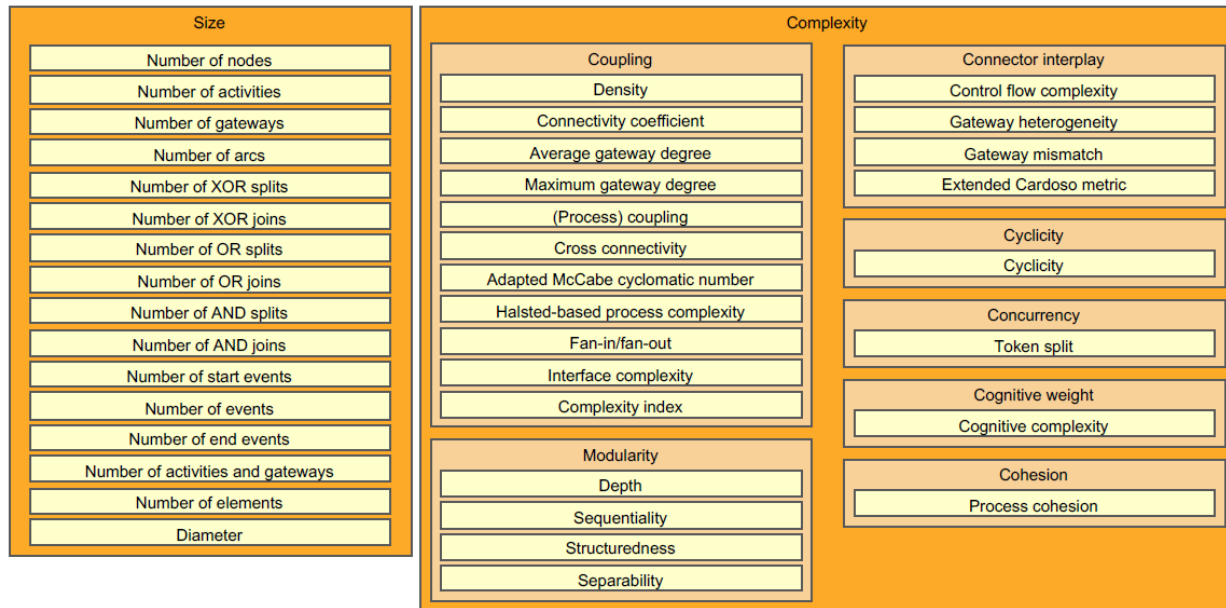 Size
Number of nodes
Number of activities
Number of gateways
Number of arcs
Number of XOR splits
Number of XOR joins
Number of OR splits
Number of OR joins
Number of AND splits
Number of AND joins
Number of start events
Number of events
Number of end events
Number of activities and gateways
Number of elements
Diameter
Complexity
Coupling
Density
Connectivity coefficient
Average gateway degree
Maximum gateway degree
(Process) coupling
Cross connectivity
Adapted McCabe cyclomatic number
Halsted-based process complexity
Fan-in/fan-out
Interface complexity
Complexity index
Modularity
Depth
Sequentiality
Structuredness
Separability
Connector interplay
Control flow complexity
Gateway heterogeneity
Gateway mismatch
Extended Cardoso metric
Cyclicity
Cyclicity
Concurrency
Token split
Cognitive weight
Cognitive complexity
Cohesion
Process cohesion